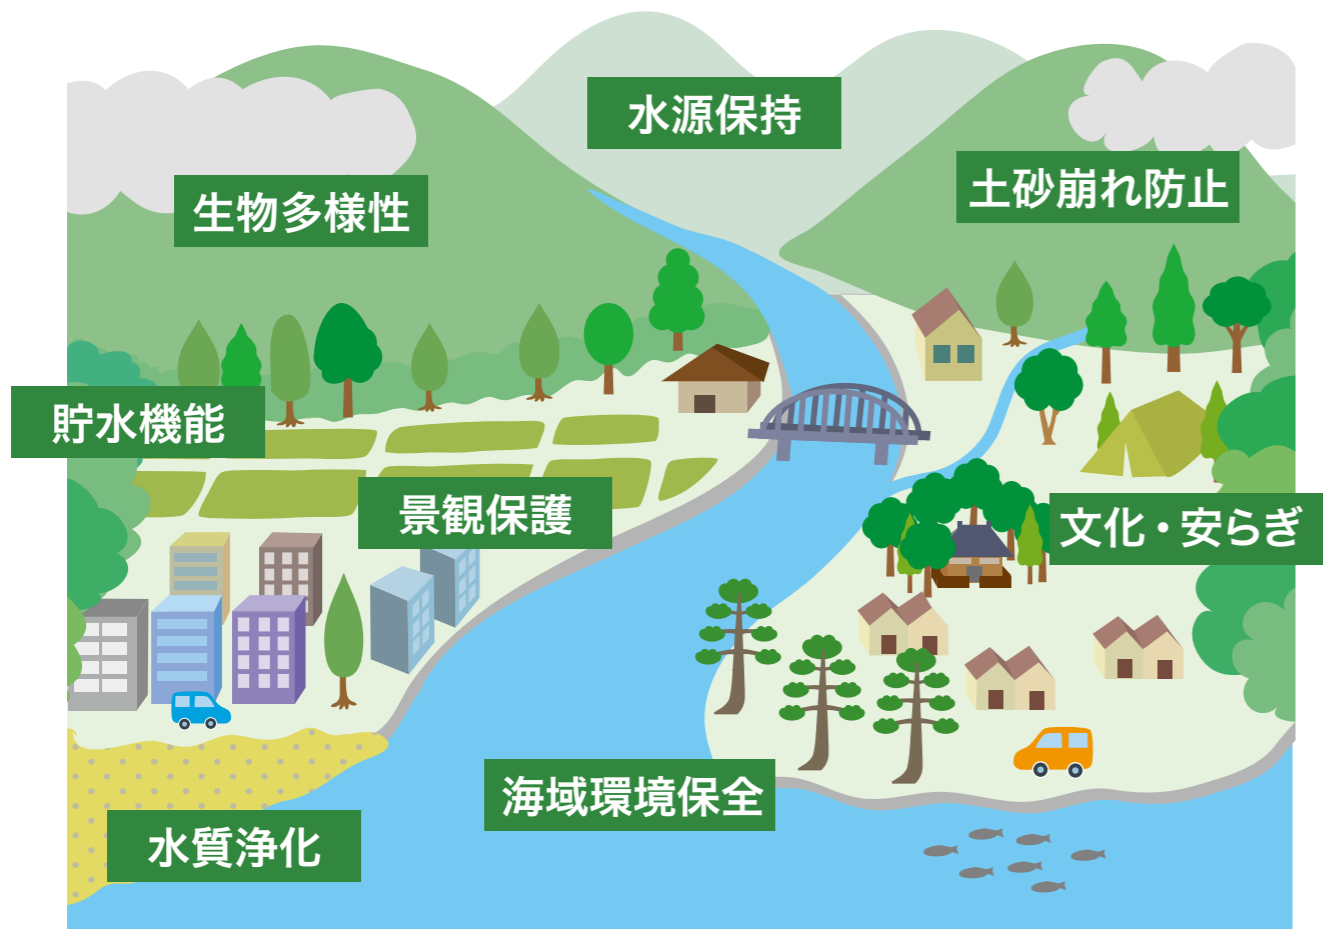 水源保持
土砂崩れ防止
生物多様性
貯水機能
景観保護
文化・安らぎ
海域環境保全
水質浄化